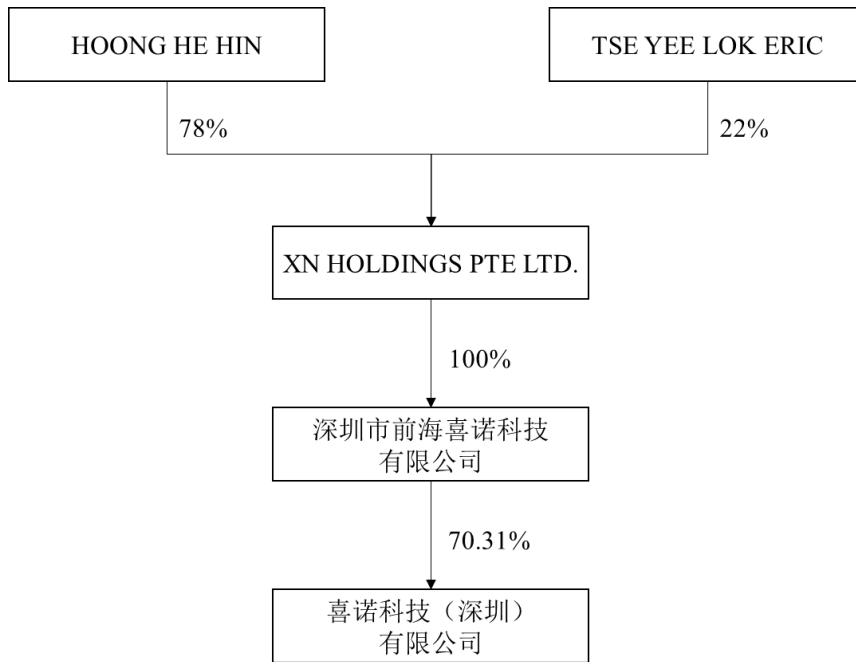 HOONG HE HIN
TSE YEE LOK ERIC
78%
22%
XN HOLDINGS PTE LTD.
100%
深圳市前海喜诺科技
有限公司
70.31%
喜诺科技（深圳）
有限公司